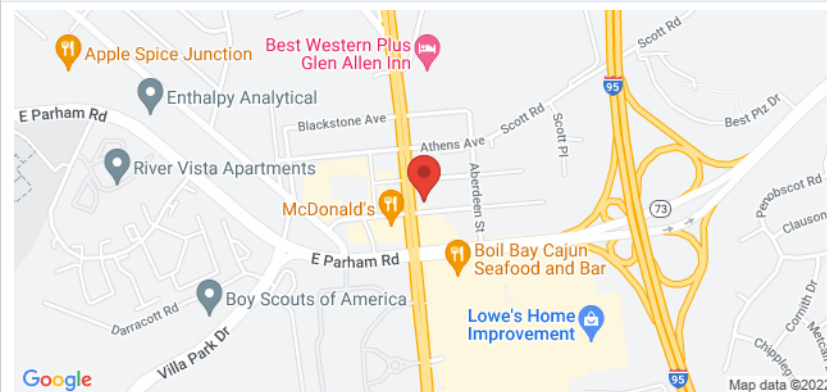 Scott Rd
Best Western Plus
Glen Allen Inn
Apple Spice Junction
95
Enthalpy Analytical
E Parham Rd
Blackstone Ave
Scott Rd
Best Plz Dr
Scott Pl
Athens Ave
River Vista Apartments
Aberdeen St
Penobscot Rd
McDonald's
73
Clauson
E Parham Rd
Boil Bay Cajun
Seafood and Bar
Boy Scouts of America
Darracott Rd
Lowe's Home
Improvement
Cornith Dr
Metca
Villa Park Dr
Chippleg
Google
95
Map data ©2022